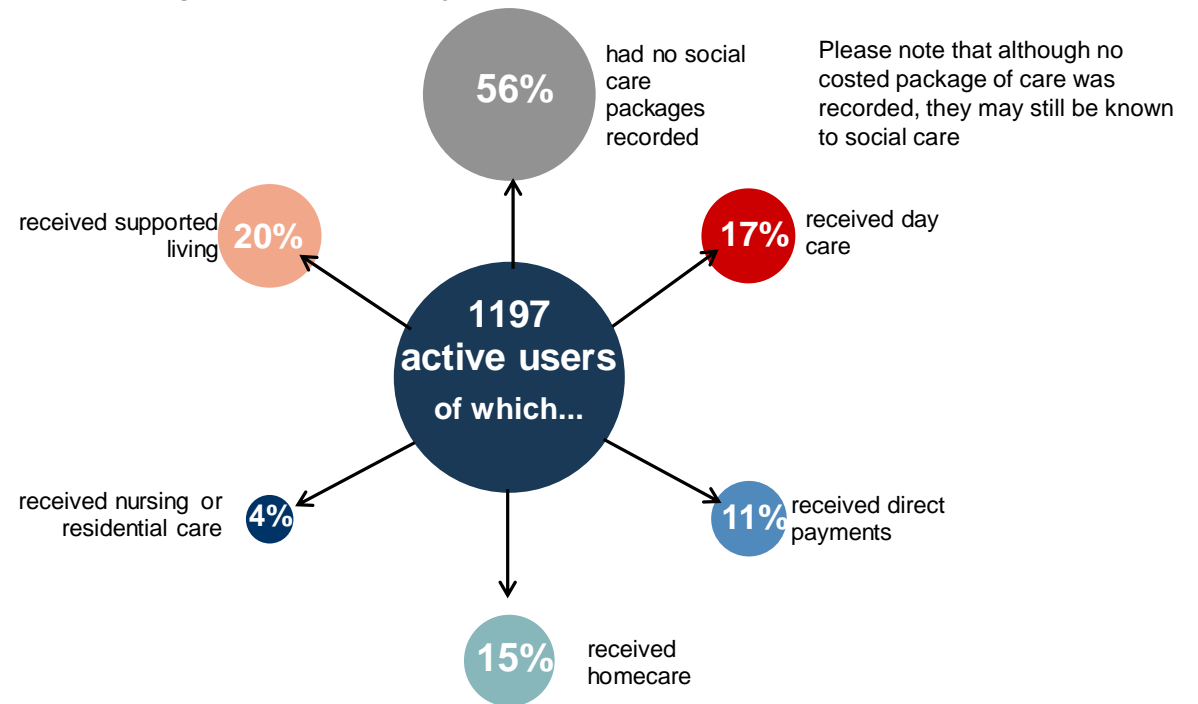 56%
had no social
care
packages
recorded
Please note that although no
costed package of care was
recorded, they may still be known
to social care
received supported
living
20%
17%
received day
care
1197
active users
of which...
received nursing or
residential care
4%
11%
received direct
payments
15%
received
homecare